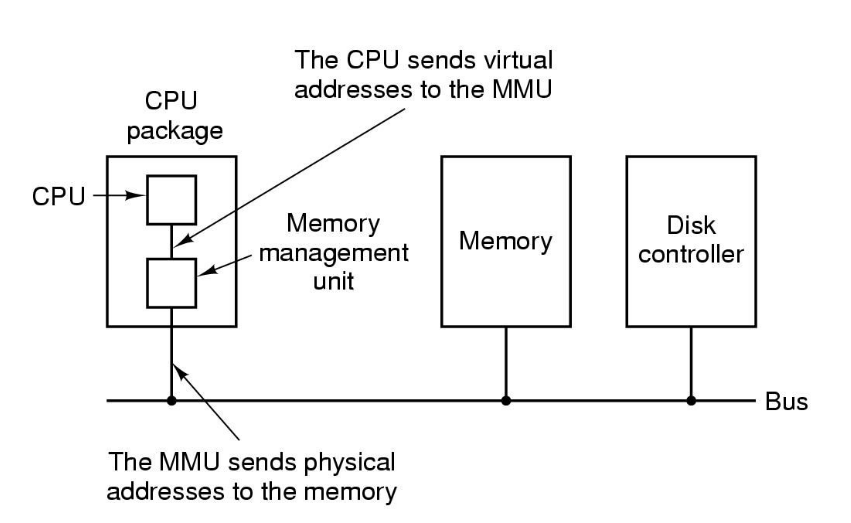 The CPU sends virtual
addresses to the MMU
CPU
package
CPU
Memory
management
unit
Memory
Disk
controller
Bus
The MMU sends physical
addresses to the memory